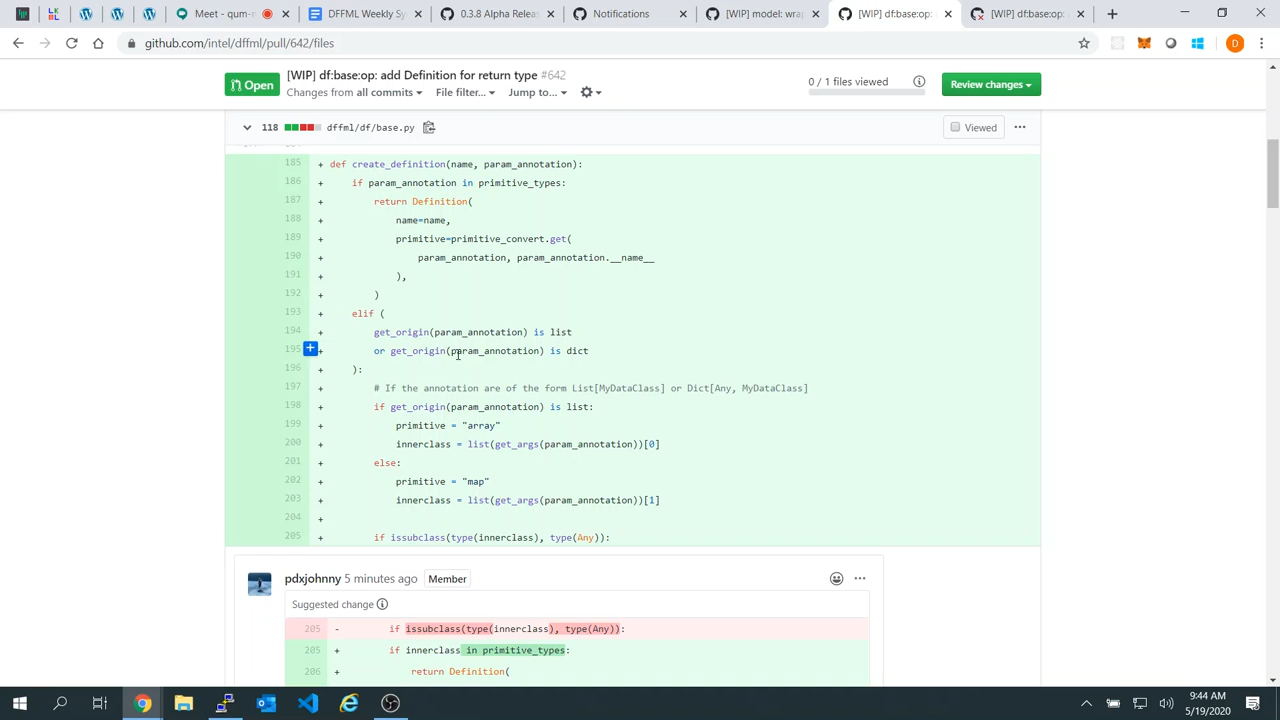 Meet - qum-
DFFML Weekly Sy
0.3.8 Alpha Releas
Notifications
[WIP] model: wrap
[WIP] df:base:op:
[WIP] df:base:op:
github.com/intel/dffml/pull/642/files
D
Open
[WIP] df:base:op: add Definition for return type #642
Changes from all commits
File filter...
Jump to...
0 / 1 files viewed
Review changes
118
dffml/df/base.py
Viewed
185 + def create_definition(name, param_annotation):
186 + if param_annotation in primitive_types:
187 + return Definition(
188 + name=name,
189 + primitive=primitive_convert.get(
190 + param_annotation, param_annotation.__name__
191 + ),
192 + )
193 + elif (
194 + get_origin(param_annotation) is list
195 + or get_origin(param_annotation) is dict
196 + ):
197 + # If the annotation are of the form List[MyDataClass] or Dict[Any, MyDataClass]
198 + if get_origin(param_annotation) is list:
199 + primitive = "array"
200 + innerclass = list(get_args(param_annotation))[0]
201 + else:
202 + primitive = "map"
203 + innerclass = list(get_args(param_annotation))[1]
204 +
205 + if issubclass(type(innerclass), type(Any)):
pdxjohnny 5 minutes ago Member
Suggested change
205 - if issubclass(type(innerclass), type(Any)):
205 + if innerclass in primitive_types:
206 + return Definition(
9:44 AM
5/19/2020